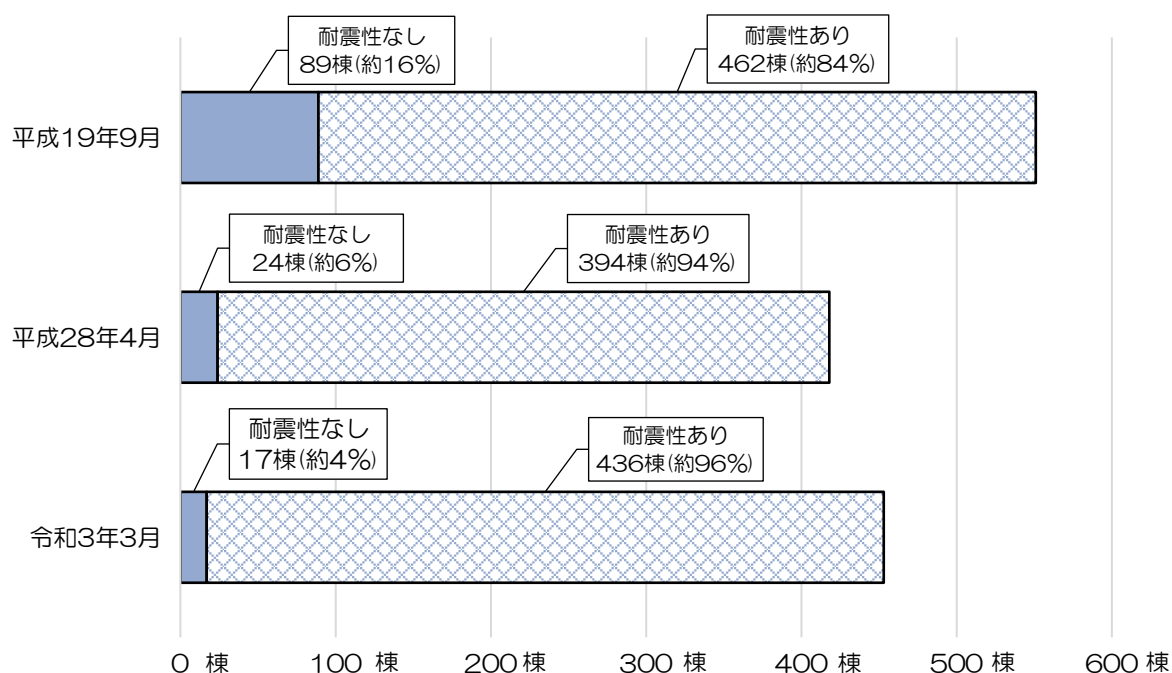 耐震性なし
89棟(約16%)
耐震性あり
462棟(約84%)
平成19年9月
耐震性なし
24棟(約6%)
耐震性あり
394棟(約94%)
平成28年4月
耐震性なし
17棟(約4%)
耐震性あり
436棟(約96%)
令和3年3月
0 棟 100 棟 200 棟 300 棟 400 棟 500 棟 600 棟